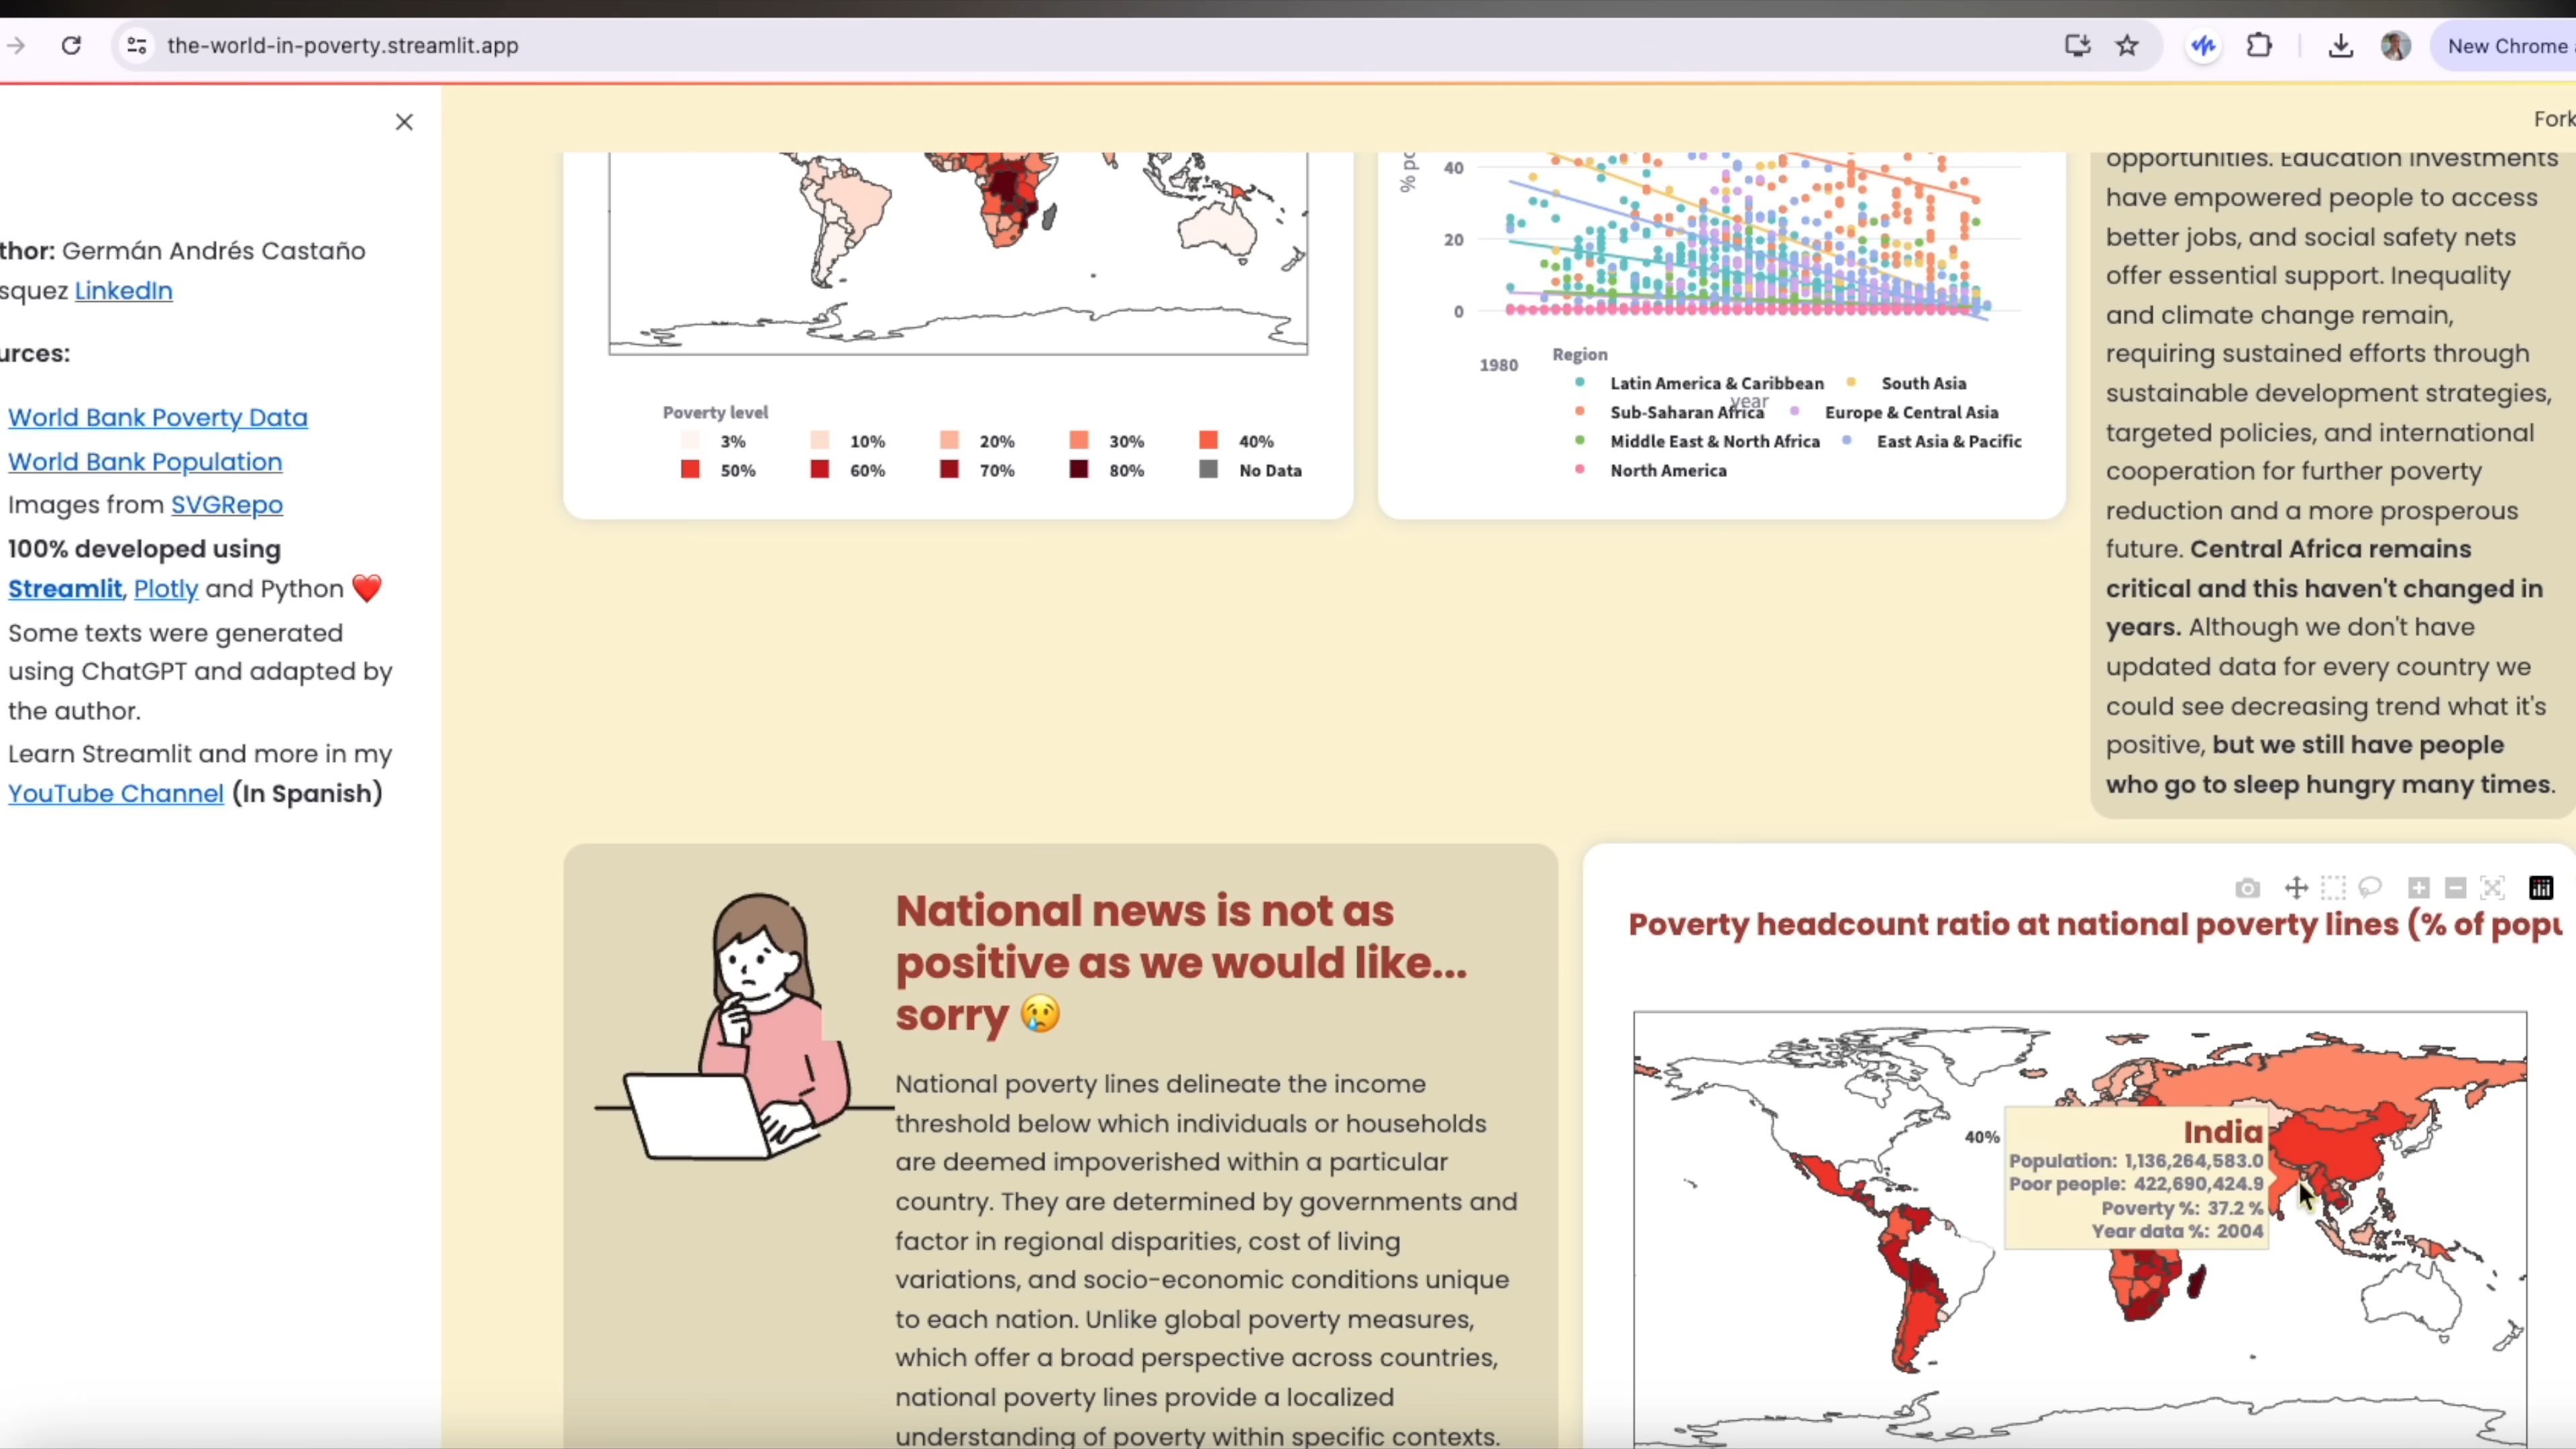 the-world-in-poverty.streamlit.app
New Chrome
Fork
thor: Germán Andrés Castaño
squez LinkedIn
urces:
World Bank Poverty Data
World Bank Population
Images from SVGRepo
100% developed using
Streamlit, Plotly and Python ❤️
Some texts were generated
using ChatGPT and adapted by
the author.
Learn Streamlit and more in my
YouTube Channel (In Spanish)
Poverty level
3% 10% 20% 30% 40%
50% 60% 70% 80% No Data
% po
40
20
0
1980
Region
Latin America & Caribbean South Asia
year
Sub-Saharan Africa Europe & Central Asia
Middle East & North Africa East Asia & Pacific
North America
opportunities. Education investments
have empowered people to access
better jobs, and social safety nets
offer essential support. Inequality
and climate change remain,
requiring sustained efforts through
sustainable development strategies,
targeted policies, and international
cooperation for further poverty
reduction and a more prosperous
future. Central Africa remains
critical and this haven't changed in
years. Although we don't have
updated data for every country we
could see decreasing trend what it's
positive, but we still have people
who go to sleep hungry many times.
National news is not as
positive as we would like...
sorry 😢
National poverty lines delineate the income
threshold below which individuals or households
are deemed impoverished within a particular
country. They are determined by governments and
factor in regional disparities, cost of living
variations, and socio-economic conditions unique
to each nation. Unlike global poverty measures,
which offer a broad perspective across countries,
national poverty lines provide a localized
understanding of poverty within specific contexts.
Poverty headcount ratio at national poverty lines (% of popu
40%
India
Population: 1,136,264,583.0
Poor people: 422,690,424.9
Poverty %: 37.2 %
Year data %: 2004